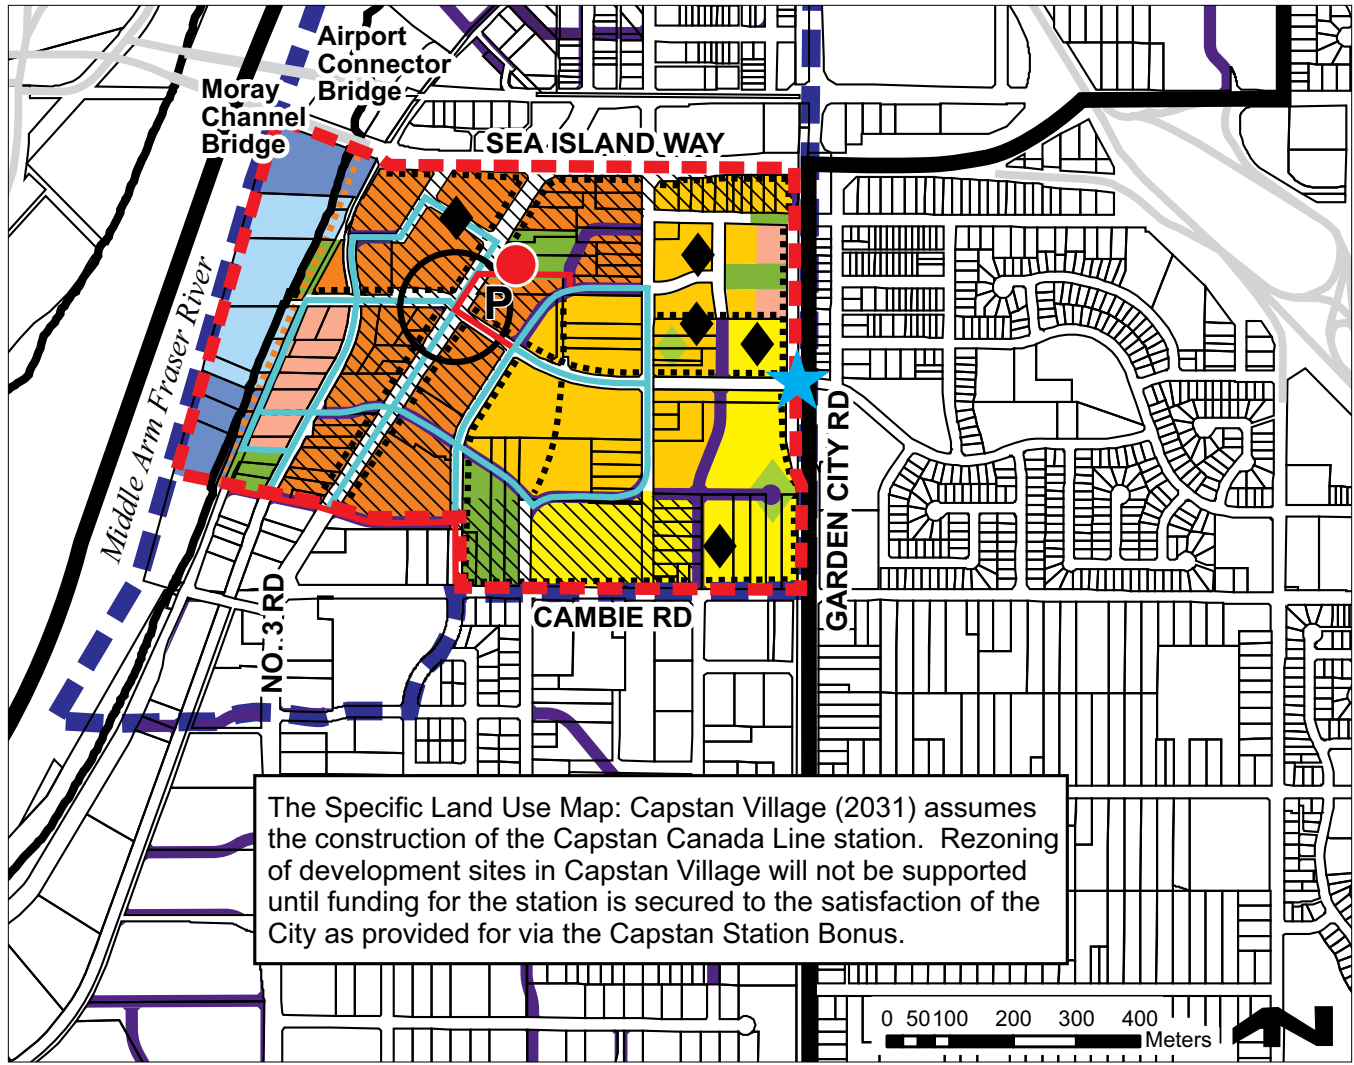 Airport
Connector
Bridge
Moray
Channel
Bridge
SEA ISLAND WAY
P
Middle Arm Fraser River
GARDEN CITY RD
NO. 3 RD
CAMBIE RD
The Specific Land Use Map: Capstan Village (2031) assumes
the construction of the Capstan Canada Line station. Rezoning
of development sites in Capstan Village will not be supported
until funding for the station is secured to the satisfaction of the
City as provided for via the Capstan Station Bonus.
0 50 100 200 300 400
Meters